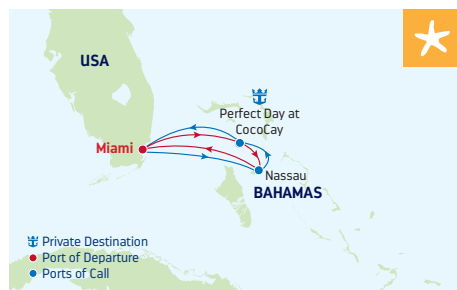 USA
Perfect Day at
CocoCay
Miami
Nassau
BAHAMAS
Private Destination
Port of Departure
Ports of Call